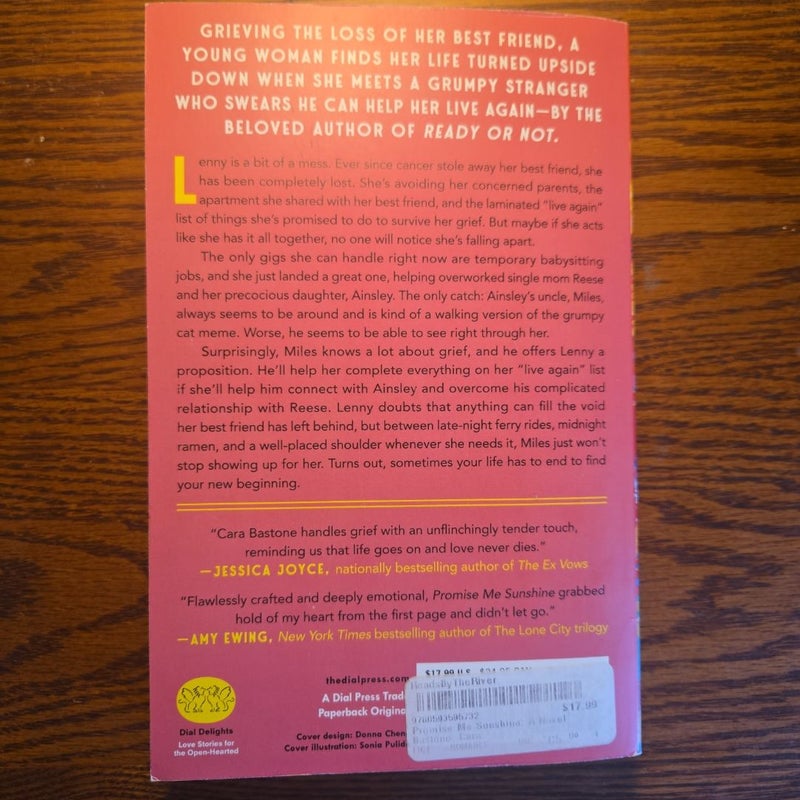 GRIEVING THE LOSS OF HER BEST FRIEND, A
YOUNG WOMAN FINDS HER LIFE TURNED UPSIDE
DOWN WHEN SHE MEETS A GRUMPY STRANGER
WHO SWEARS HE CAN HELP HER LIVE AGAIN—BY THE
BELOVED AUTHOR OF READY OR NOT.
Lenny is a bit of a mess. Ever since cancer stole away her best friend, she
has been completely lost. She's avoiding her concerned parents, the
apartment she shared with her best friend, and the laminated "live again"
list of things she's promised to do to survive her grief. But maybe if she acts
like she has it all together, no one will notice she's falling apart.
The only gigs she can handle right now are temporary babysitting
jobs, and she just landed a great one, helping overworked single mom Reese
and her precocious daughter, Ainsley. The only catch: Ainsley's uncle, Miles,
always seems to be around and is kind of a walking version of the grumpy
cat meme. Worse, he seems to be able to see right through her.
Surprisingly, Miles knows a lot about grief, and he offers Lenny a
proposition. He'll help her complete everything on her "live again" list
if she'll help him connect with Ainsley and overcome his complicated
relationship with Reese. Lenny doubts that anything can fill the void
her best friend has left behind, but between late-night ferry rides, midnight
ramen, and a well-placed shoulder whenever she needs it, Miles just won't
stop showing up for her. Turns out, sometimes your life has to end to find
your new beginning.
"Cara Bastone handles grief with an unflinchingly tender touch,
reminding us that life goes on and love never dies."
—JESSICA JOYCE, nationally bestselling author of The Ex Vows
"Flawlessly crafted and deeply emotional, Promise Me Sunshine grabbed
hold of my heart from the first page and didn't let go."
—AMY EWING, New York Times bestselling author of The Lone City trilogy
Dial Delights
Love Stories for
the Open-Hearted
thedialpress.com
A Dial Press Trad
Paperback Origina
Cover design: Donna Chen
Cover illustration: Sonia Pulid
$17.99 U.S.
ReadsByTheRiver
$17.99
9780593595732
Promise Me Sunshine: A Novel
Bastone, Cara